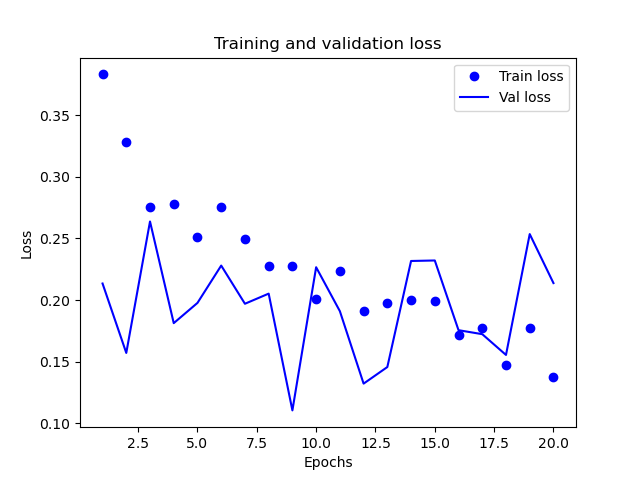 Training and validation loss
Train loss
Val loss
0.35
0.30
0.25
0.20
0.15
0.10
Loss
2.5 5.0 7.5 10.0 12.5 15.0 17.5 20.0
Epochs